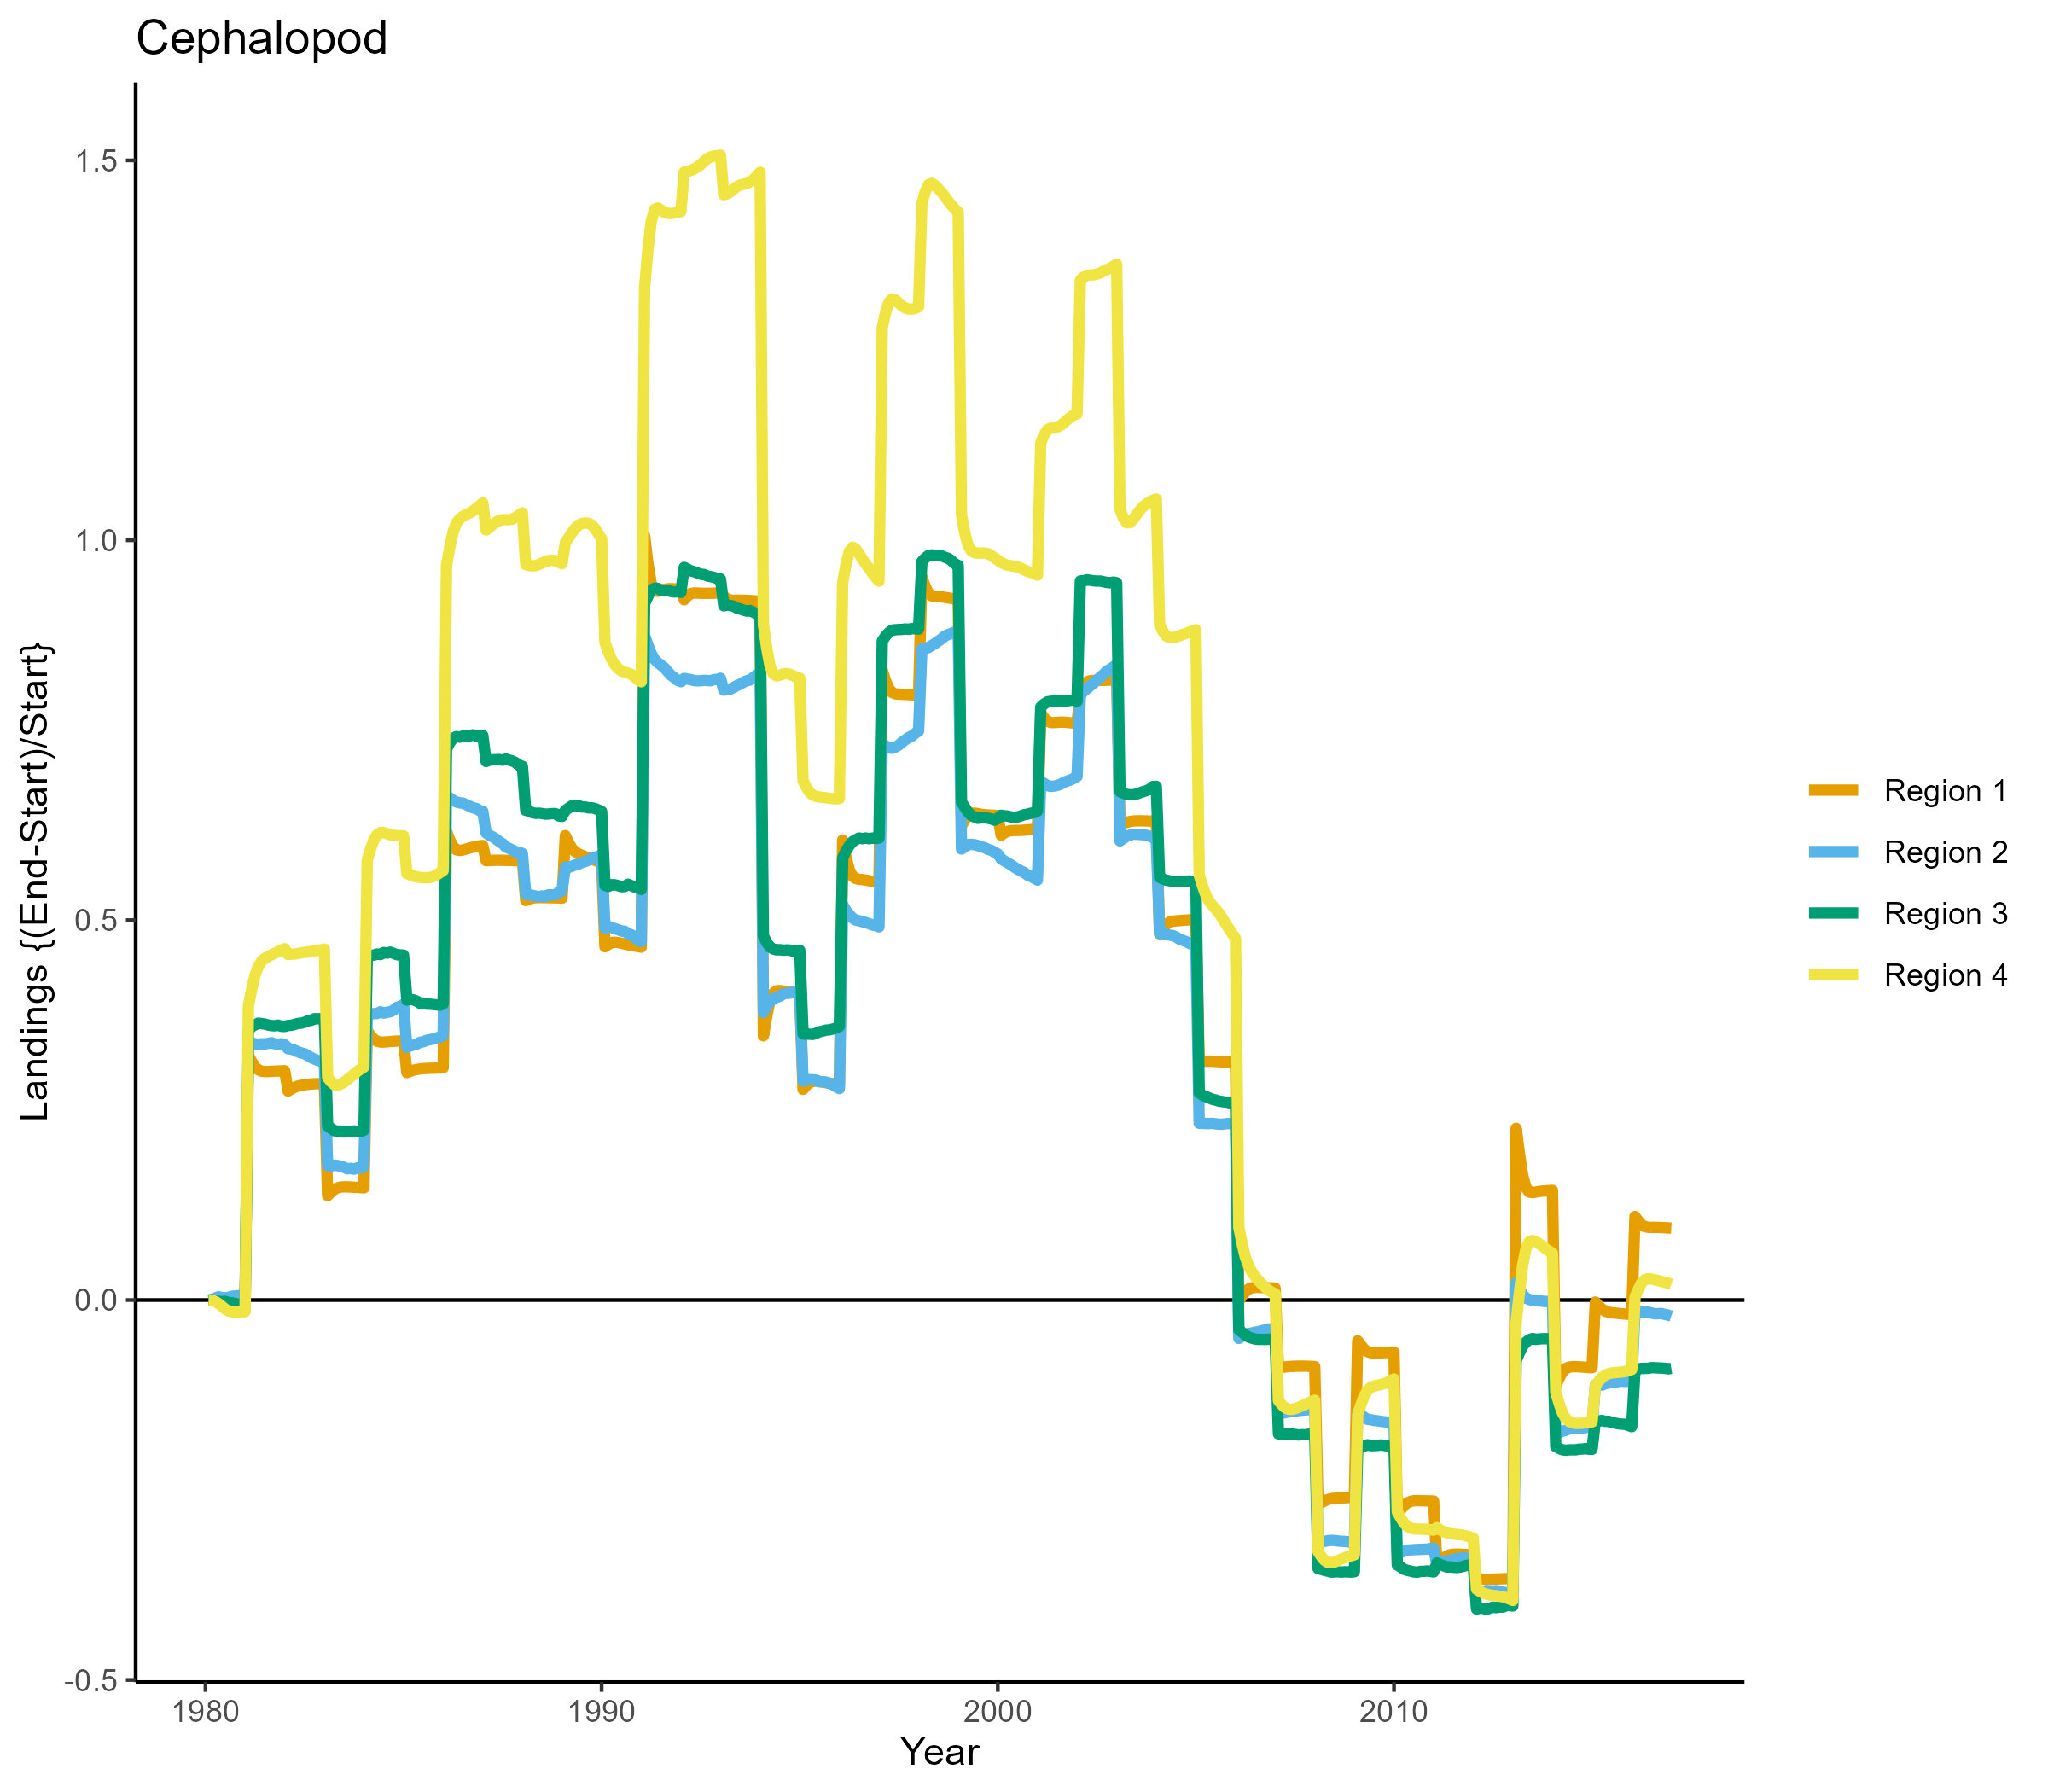 Cephalopod
Landings {(End-Start)/Start}
1.5
1.0
0.5
0.0
-0.5
1980
1990
2000
2010
Year
Region 1
Region 2
Region 3
Region 4